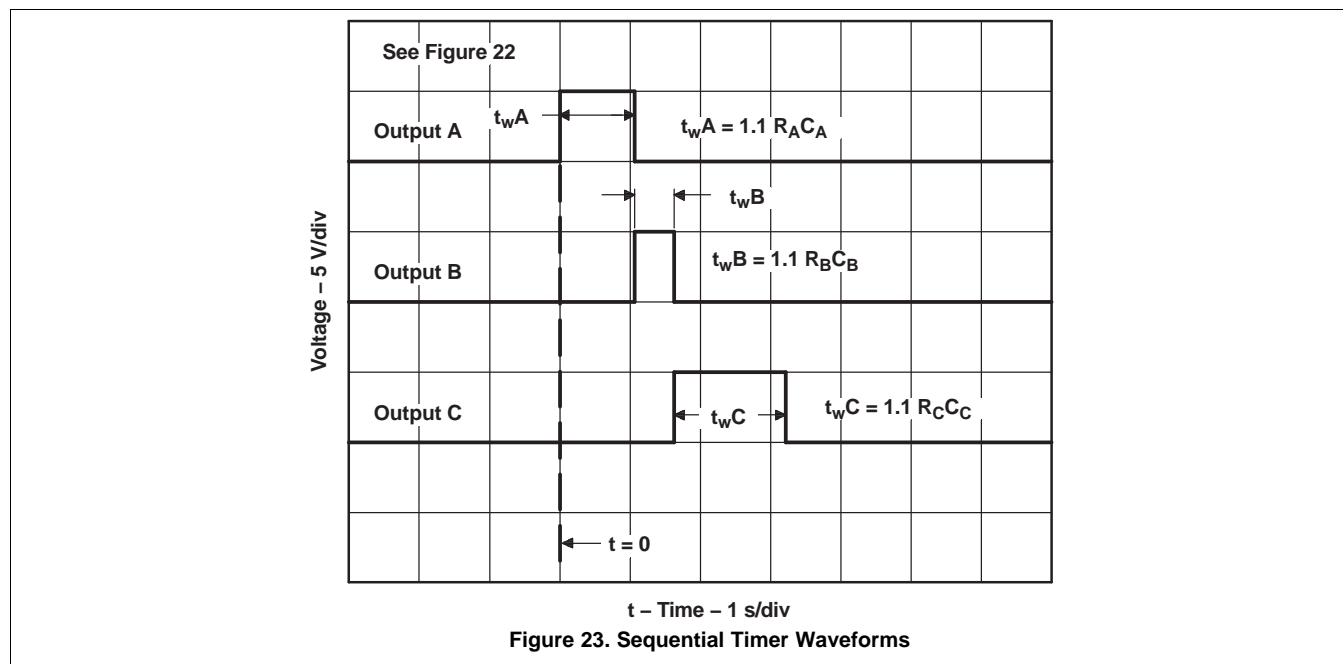 See Figure 22
twA
Output A
twA = 1.1 RACA
twB
Output B
twB = 1.1 RBCB
Output C
twC
twC = 1.1 RCCC
t = 0
Voltage – 5 V/div
t – Time – 1 s/div
Figure 23. Sequential Timer Waveforms